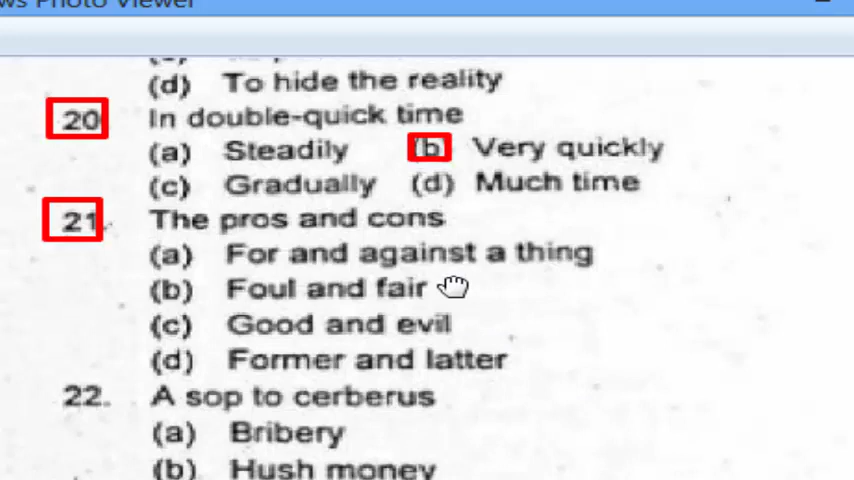 ws Photo Viewer
(d) To hide the reality
20 In double-quick time
(a) Steadily (b Very quickly
(c) Gradually (d) Much time
21. The pros and cons
(a) For and against a thing
(b) Foul and fair
(c) Good and evil
(d) Former and latter
22. A sop to cerberus
(a) Bribery
(b) Hush money